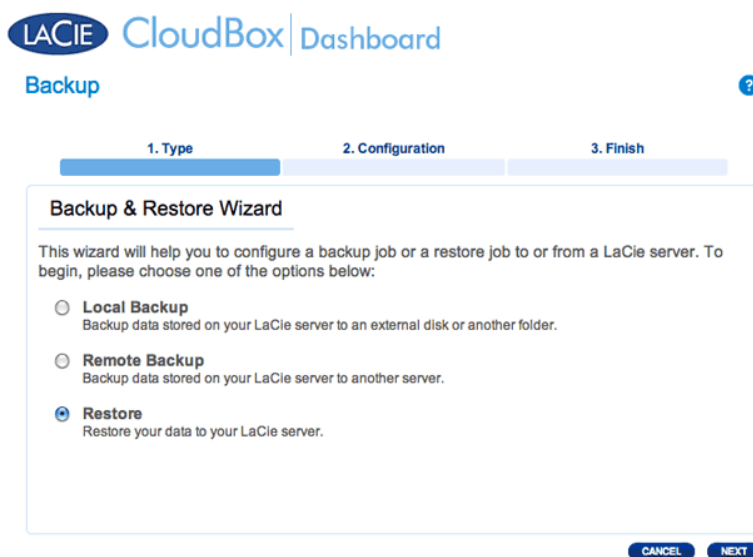 LACIE CloudBox Dashboard
Backup
?
1. Type 2. Configuration 3. Finish
Backup & Restore Wizard
This wizard will help you to configure a backup job or a restore job to or from a LaCie server. To
begin, please choose one of the options below:
Local Backup
Backup data stored on your LaCie server to an external disk or another folder.
Remote Backup
Backup data stored on your LaCie server to another server.
Restore
Restore your data to your LaCie server.
CANCEL NEXT